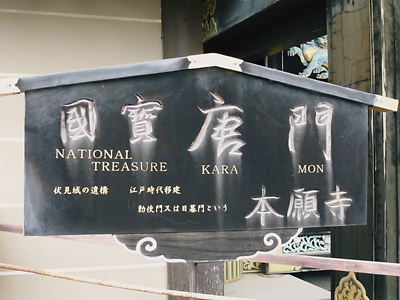 國寶 唐門
NATIONAL TREASURE KARA MON
伏見城の遺構 江戸時代移建
勅使門又は日暮門という
本願寺